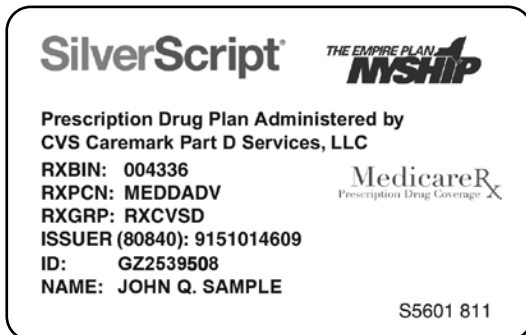 SilverScript®
THE EMPIRE PLAN
NYSHIP
Prescription Drug Plan Administered by
CVS Caremark Part D Services, LLC
RXBIN: 004336
RXPCN: MEDDADV
RXGRP: RXCVSD
ISSUER (80840): 9151014609
ID: GZ2539508
NAME: JOHN Q. SAMPLE
MedicareRx
Prescription Drug Coverage
S5601 811